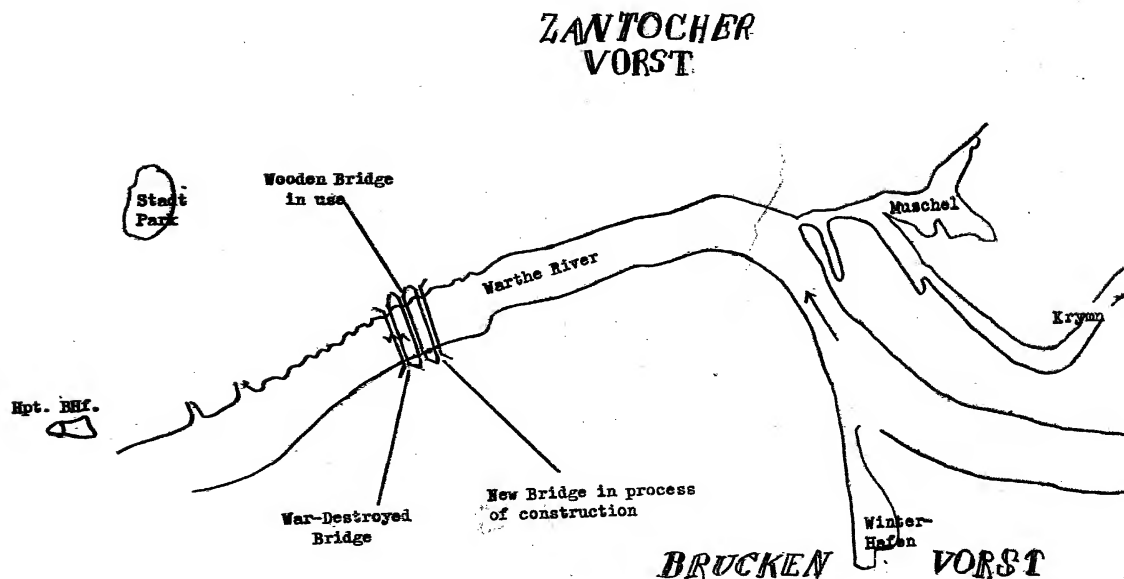 ZANTOCHER
VORST
Stadt
Park
Wooden Bridge
in use
Muschel
Warthe River
Krymn
Hpt. BHf.
War-Destroyed
Bridge
New Bridge in process
of construction
Winter-
Hafen
BRUCKEN VORST